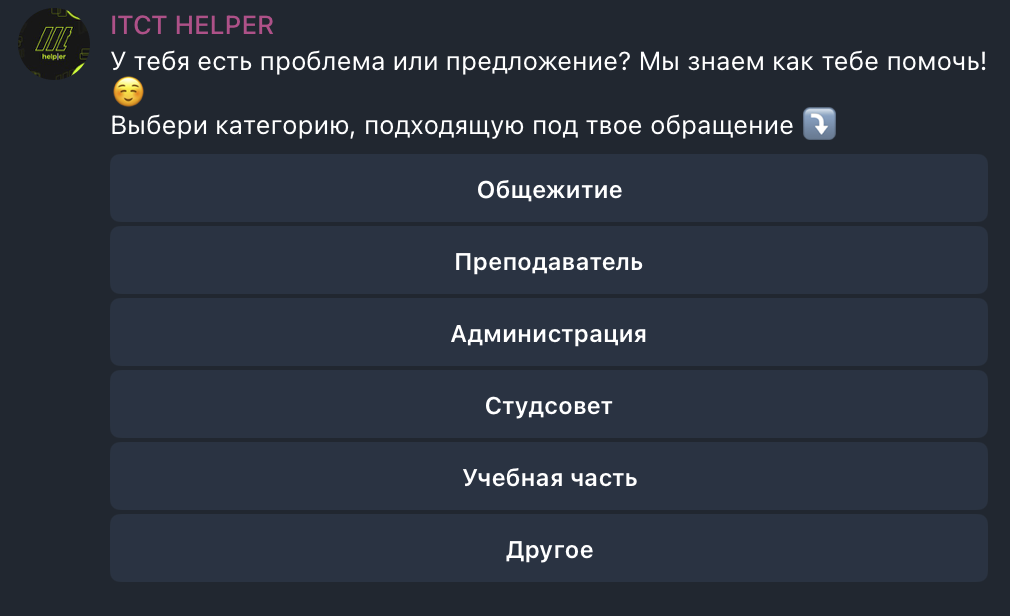 ITCT HELPER
helper
У тебя есть проблема или предложение? Мы знаем как тебе помочь!
☺️
Выбери категорию, подходящую под твое обращение ⤵️
Общежитие
Преподаватель
Администрация
Студсовет
Учебная часть
Другое